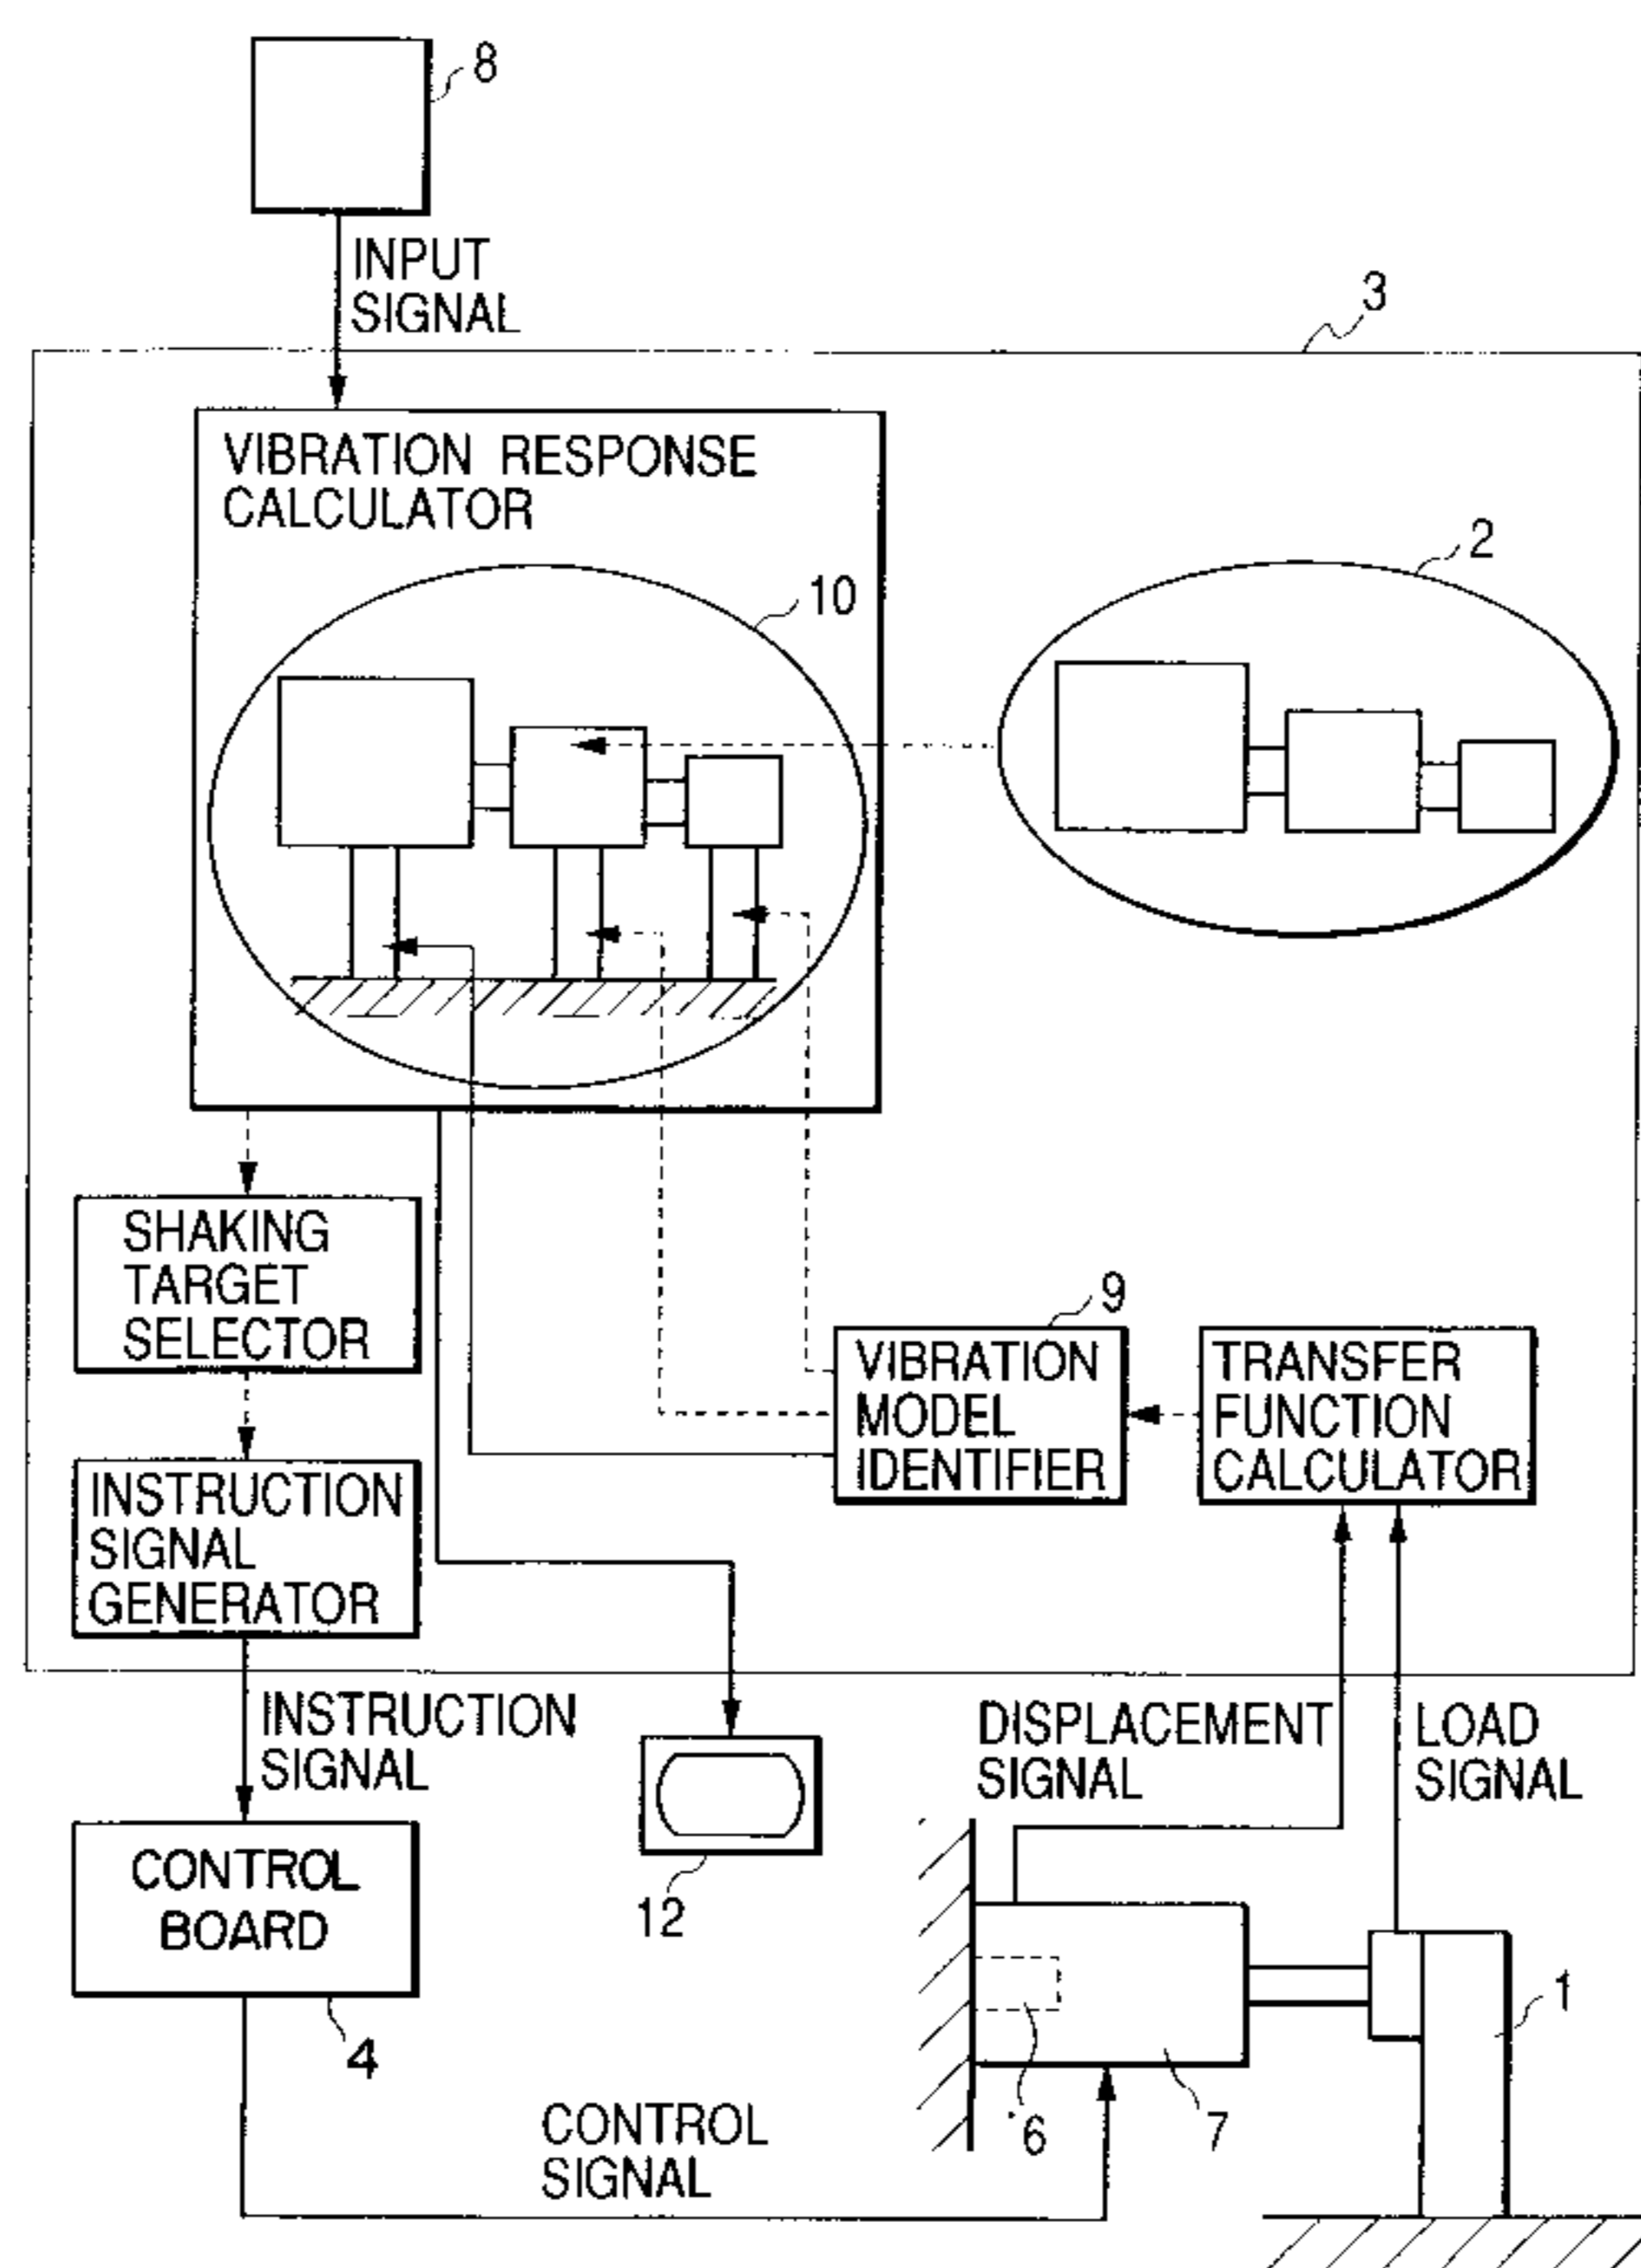 8
INPUT
SIGNAL
3
VIBRATION RESPONSE
CALCULATOR
10
2
SHAKING
TARGET
SELECTOR
9
VIBRATION
MODEL
IDENTIFIER
TRANSFER
FUNCTION
CALCULATOR
INSTRUCTION
SIGNAL
GENERATOR
INSTRUCTION
SIGNAL
DISPLACEMENT
SIGNAL
LOAD
SIGNAL
CONTROL
BOARD
12
4
1
6
7
CONTROL
SIGNAL